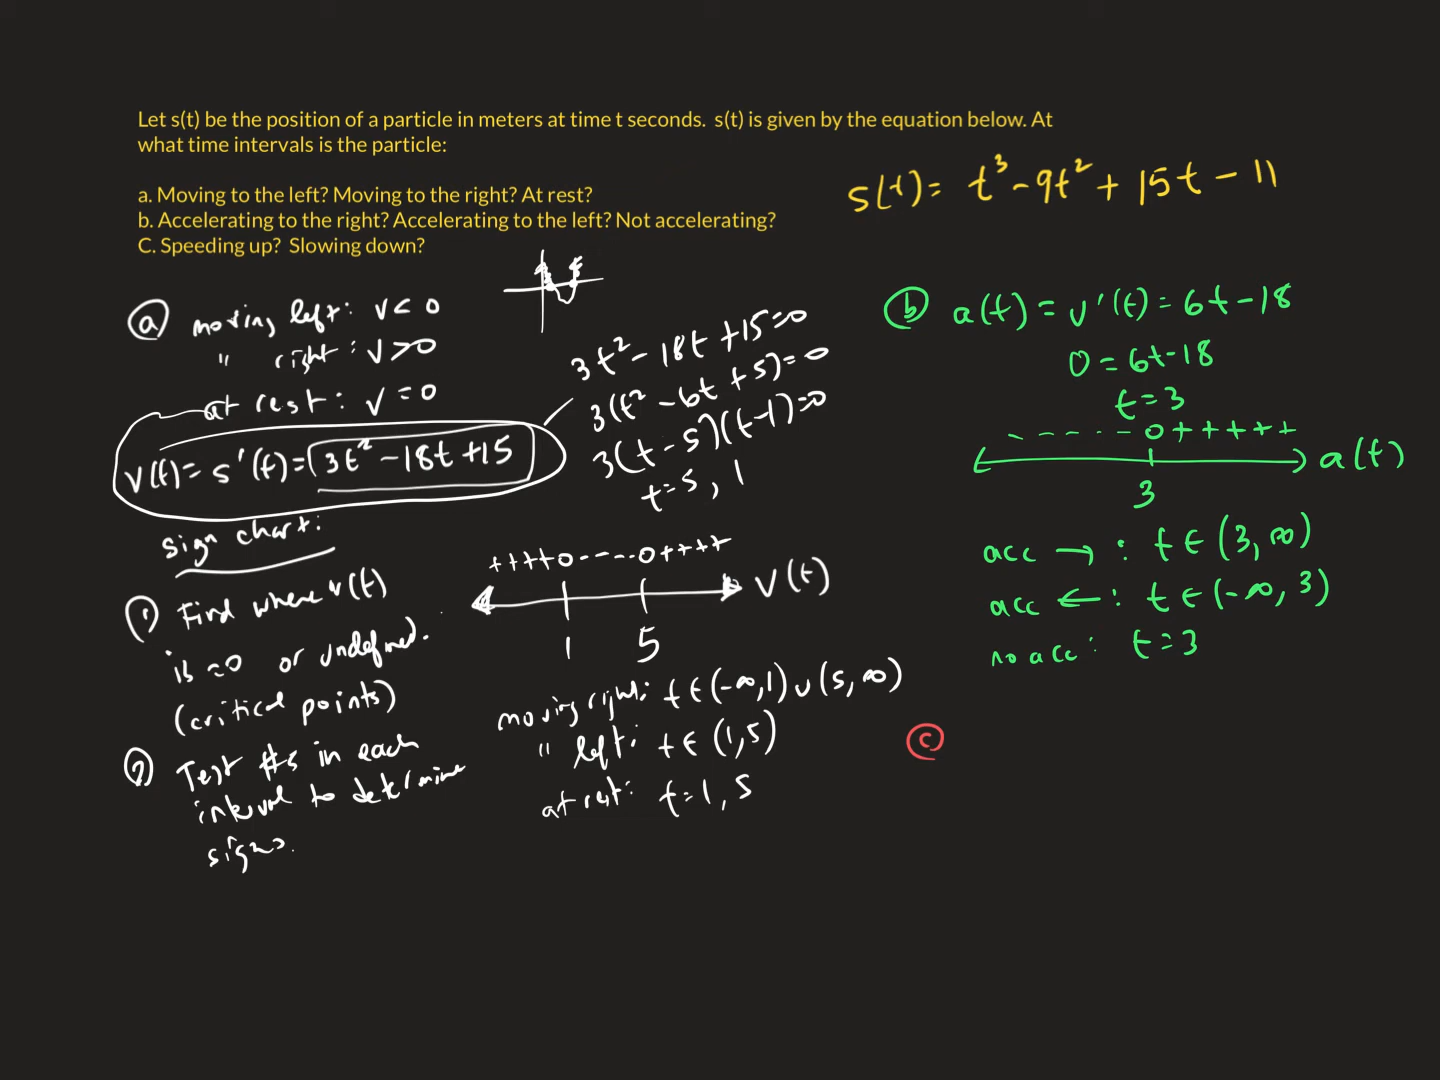 Let s(t) be the position of a particle in meters at time t seconds. s(t) is given by the equation below. At
what time intervals is the particle:
a. Moving to the left? Moving to the right? At rest?
b. Accelerating to the right? Accelerating to the left? Not accelerating?
C. Speeding up? Slowing down?
s(t) = t³ - 9t² + 15t - 11
(a) moving left: v < 0
" right: v > 0
at rest: v = 0
v(t) = s'(t) = 3t² - 18t + 15
3t² - 18t + 15 = 0
3(t² - 6t + 5) = 0
3(t - 5)(t - 1) = 0
t = 5, 1
sign chart:
(1) Find where v(t)
is = 0 or undefined.
(critical points)
(2) Test #s in each
interval to determine
signs.
++++0----0++++
v(t)
1 5
moving right: t ∈ (-∞, 1) ∪ (5, ∞)
" left: t ∈ (1, 5)
at rest: t = 1, 5
(b) a(t) = v'(t) = 6t - 18
0 = 6t - 18
t = 3
-----0+++++
a(t)
3
acc →: t ∈ (3, ∞)
acc ←: t ∈ (-∞, 3)
no acc: t = 3
(c)